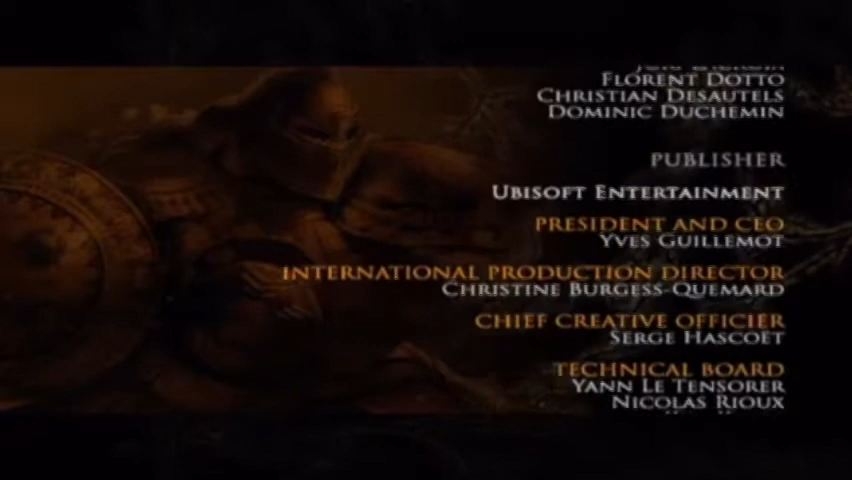 FLORENT DOTTO
CHRISTIAN DESAUTELS
DOMINIC DUCHEMIN
PUBLISHER
UBISOFT ENTERTAINMENT
PRESIDENT AND CEO
YVES GUILLEMOT
INTERNATIONAL PRODUCTION DIRECTOR
CHRISTINE BURGESS-QUEMARD
CHIEF CREATIVE OFFICIER
SERGE HASCOËT
TECHNICAL BOARD
YANN LE TENSORER
NICOLAS RIOUX